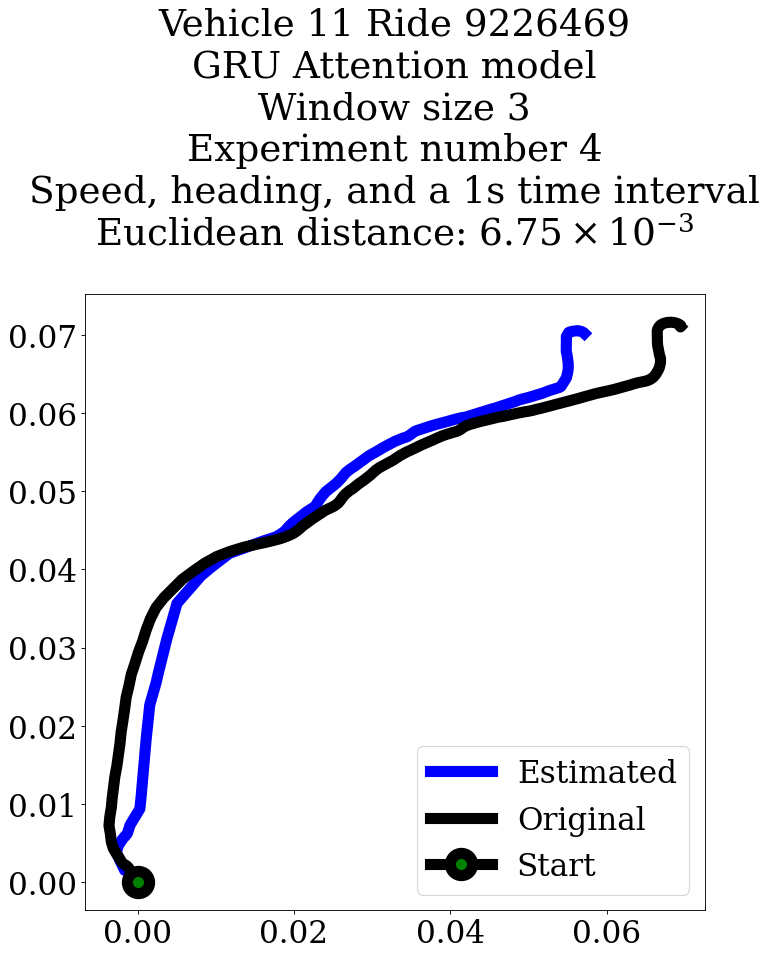 Vehicle 11 Ride 9226469
GRU Attention model
Window size 3
Experiment number 4
Speed, heading, and a 1s time interval
Euclidean distance: 6.75 × 10⁻³
0.07
0.06
0.05
0.04
0.03
0.02
0.01
0.00
Estimated
Original
Start
0.00 0.02 0.04 0.06